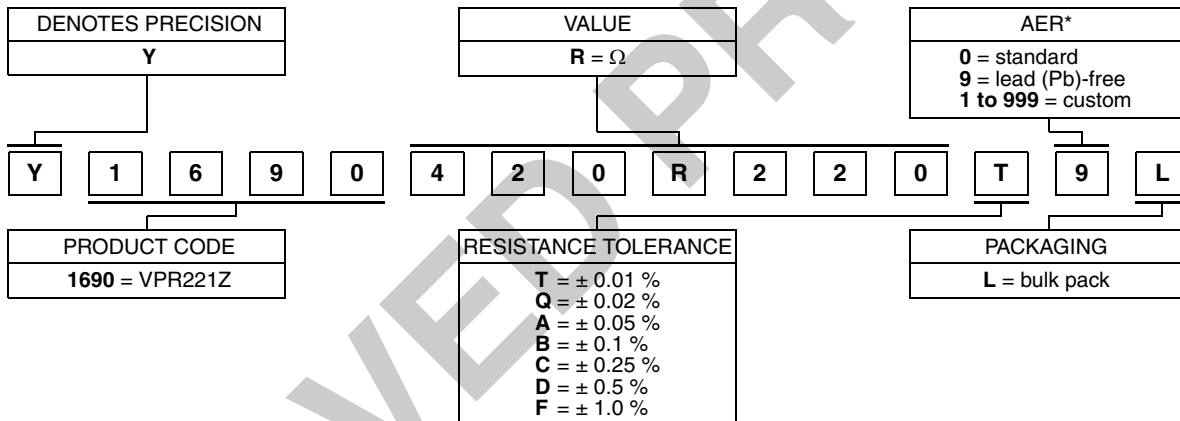 DENOTES PRECISION
Y
VALUE
R = Ω
AER*
0 = standard
9 = lead (Pb)-free
1 to 999 = custom
Y 1 6 9 0 4 2 0 R 2 2 0 T 9 L
PRODUCT CODE
1690 = VPR221Z
RESISTANCE TOLERANCE
T = ± 0.01 %
Q = ± 0.02 %
A = ± 0.05 %
B = ± 0.1 %
C = ± 0.25 %
D = ± 0.5 %
F = ± 1.0 %
PACKAGING
L = bulk pack
VED PR